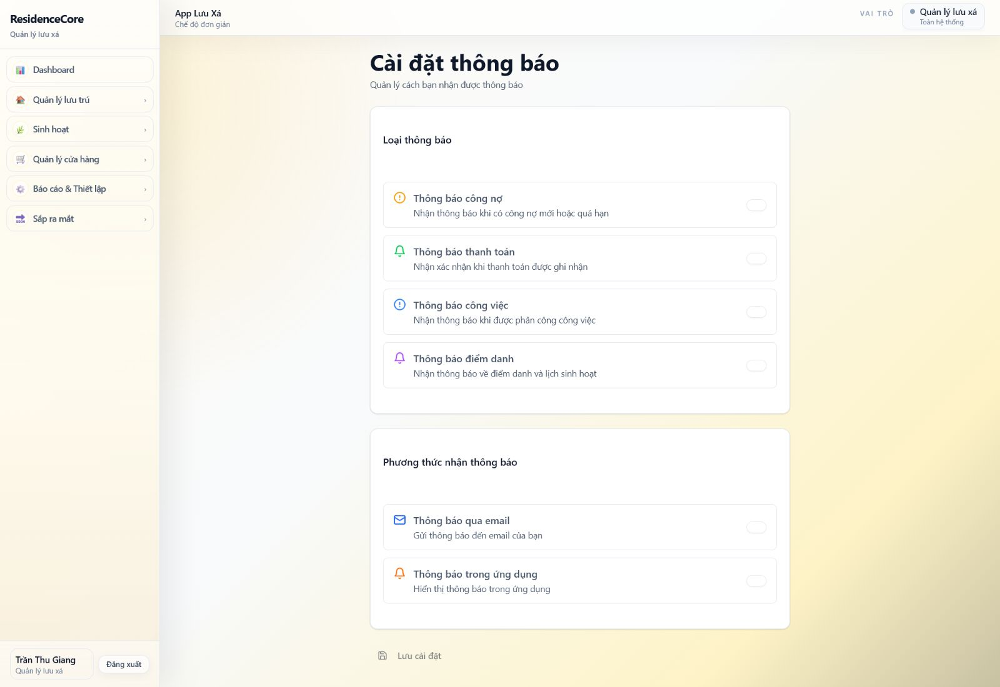 ResidenceCore
Quản lý lưu xá
Dashboard
Quản lý lưu trú
Sinh hoạt
Quản lý cửa hàng
Báo cáo & Thiết lập
SOON
Sắp ra mắt
Trần Thu Giang
Quản lý lưu xá
Đăng xuất
App Lưu Xá
Chế độ đơn giản
VAI TRÒ
Quản lý lưu xá
Toàn hệ thống
Cài đặt thông báo
Quản lý cách bạn nhận được thông báo
Loại thông báo
Thông báo công nợ
Nhận thông báo khi có công nợ mới hoặc quá hạn
Thông báo thanh toán
Nhận xác nhận khi thanh toán được ghi nhận
Thông báo công việc
Nhận thông báo khi được phân công công việc
Thông báo điểm danh
Nhận thông báo về điểm danh và lịch sinh hoạt
Phương thức nhận thông báo
Thông báo qua email
Gửi thông báo đến email của bạn
Thông báo trong ứng dụng
Hiển thị thông báo trong ứng dụng
Lưu cài đặt